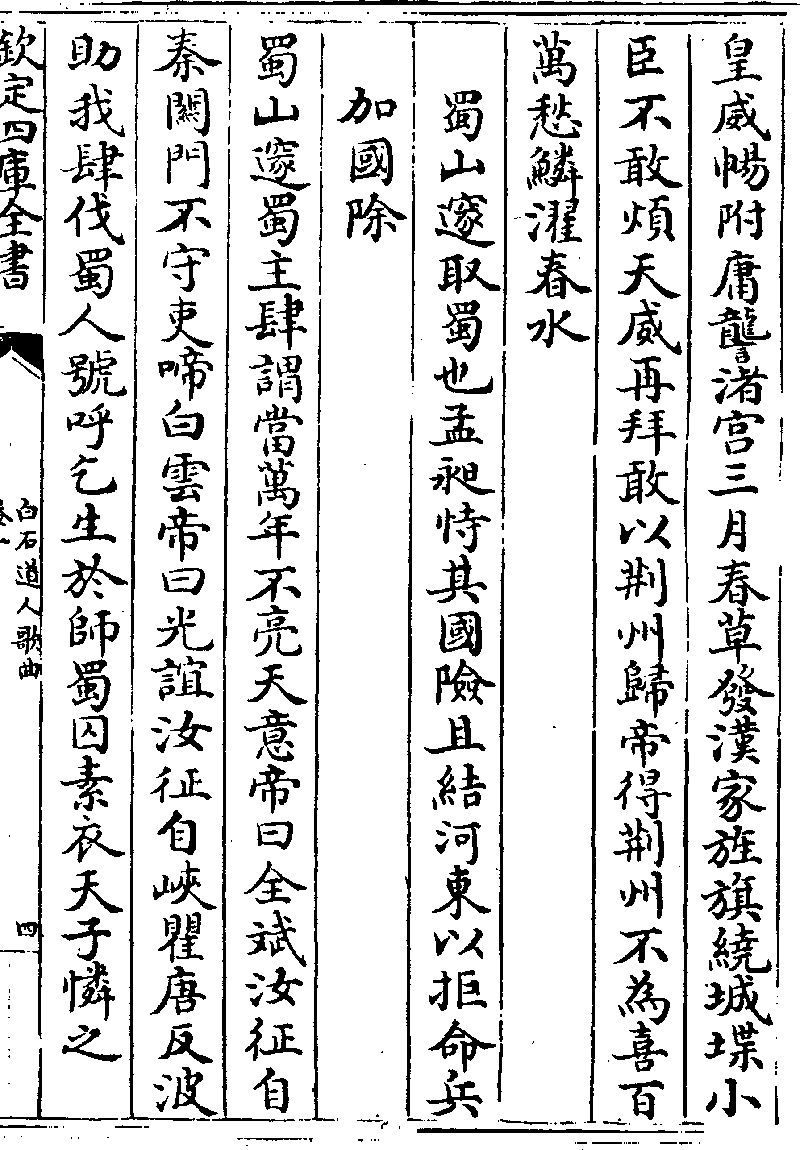 皇威暢附庸讋渚宫三月春草發漢家旌旗繞城堞小
臣不敢煩天威再拜敢以荆州歸帝得荆州不為喜百
萬愁鱗濯春水
蜀山邃取蜀也孟昶恃其國險且結河東以拒命兵
加國除
蜀山邃蜀主肆謂當萬年不亮天意帝曰全斌汝征自
秦闗門不守吏啼白雲帝曰光誼汝征自峽瞿唐反波
助我肆伐蜀人號呼乞生於師蜀囚素衣天子憐之
欽定四庫全書
白石道人歌曲
卷一
四